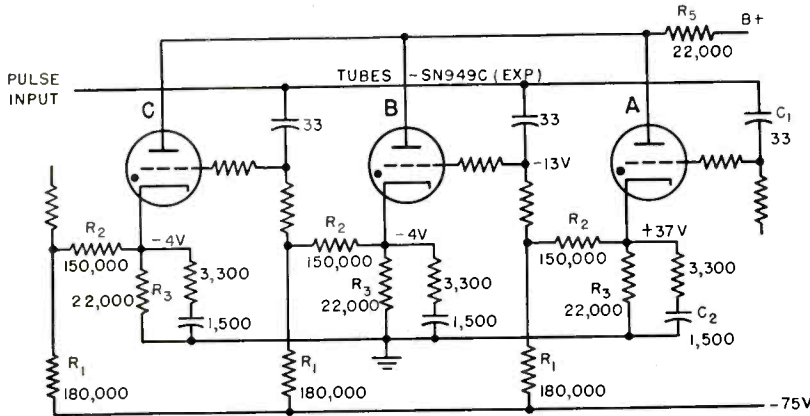 R5
B+
22,000
PULSE INPUT
TUBES - SN949C (EXP)
C
B
A
33
33
C1
33
-13V
R2
-4V
150,000
R3
22,000
3,300
1,500
R2
-4V
150,000
R3
22,000
3,300
1,500
R2
+37V
150,000
R3
22,000
3,300
C2
1,500
R1
180,000
R1
180,000
R1
180,000
-75V